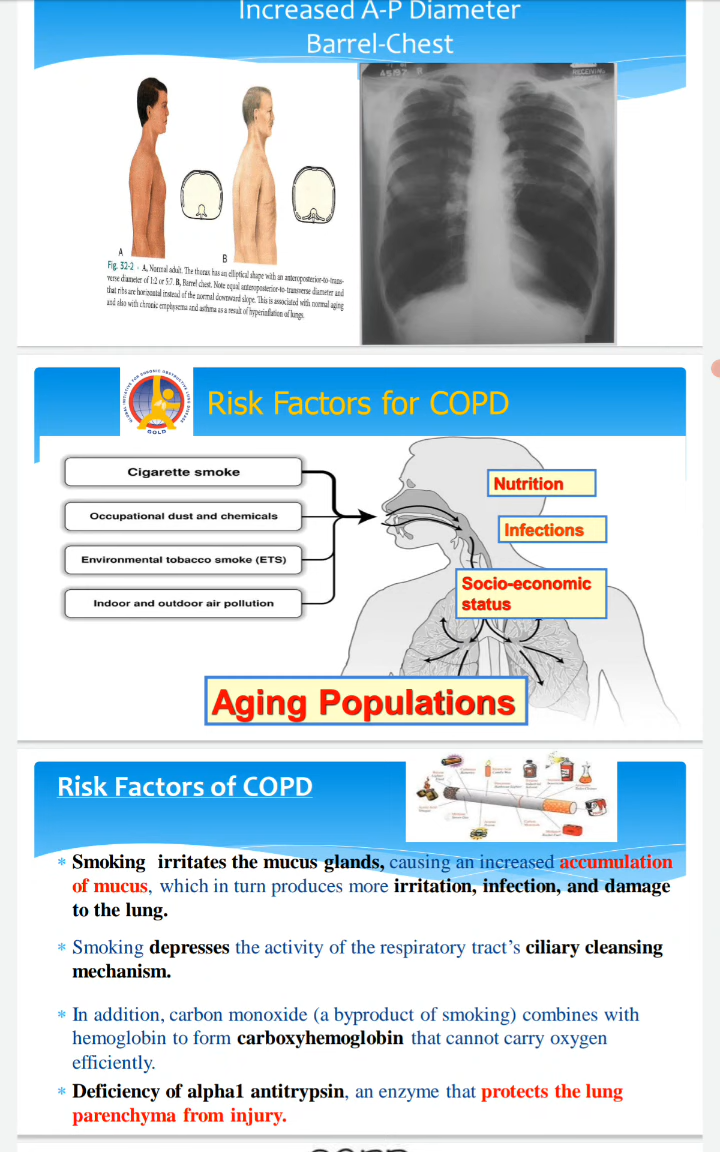 Increased A-P Diameter
Barrel-Chest
A
B
Fig. 32-2 • A, Normal adult. The thorax has an elliptical shape with an anteroposterior-to-trans-
verse diameter of 1:2 or 5:7. B, Barrel chest. Note equal anteroposterior-to-transverse diameter and
that ribs are horizontal instead of the normal downward slope. This is associated with normal aging
and also with chronic emphysema and asthma as a result of hyperinflation of lungs.
GOLD
Risk Factors for COPD
Cigarette smoke
Occupational dust and chemicals
Environmental tobacco smoke (ETS)
Indoor and outdoor air pollution
Nutrition
Infections
Socio-economic
status
Aging Populations
Risk Factors of COPD
* Smoking irritates the mucus glands, causing an increased accumulation
of mucus, which in turn produces more irritation, infection, and damage
to the lung.
* Smoking depresses the activity of the respiratory tract's ciliary cleansing
mechanism.
* In addition, carbon monoxide (a byproduct of smoking) combines with
hemoglobin to form carboxyhemoglobin that cannot carry oxygen
efficiently.
* Deficiency of alpha1 antitrypsin, an enzyme that protects the lung
parenchyma from injury.